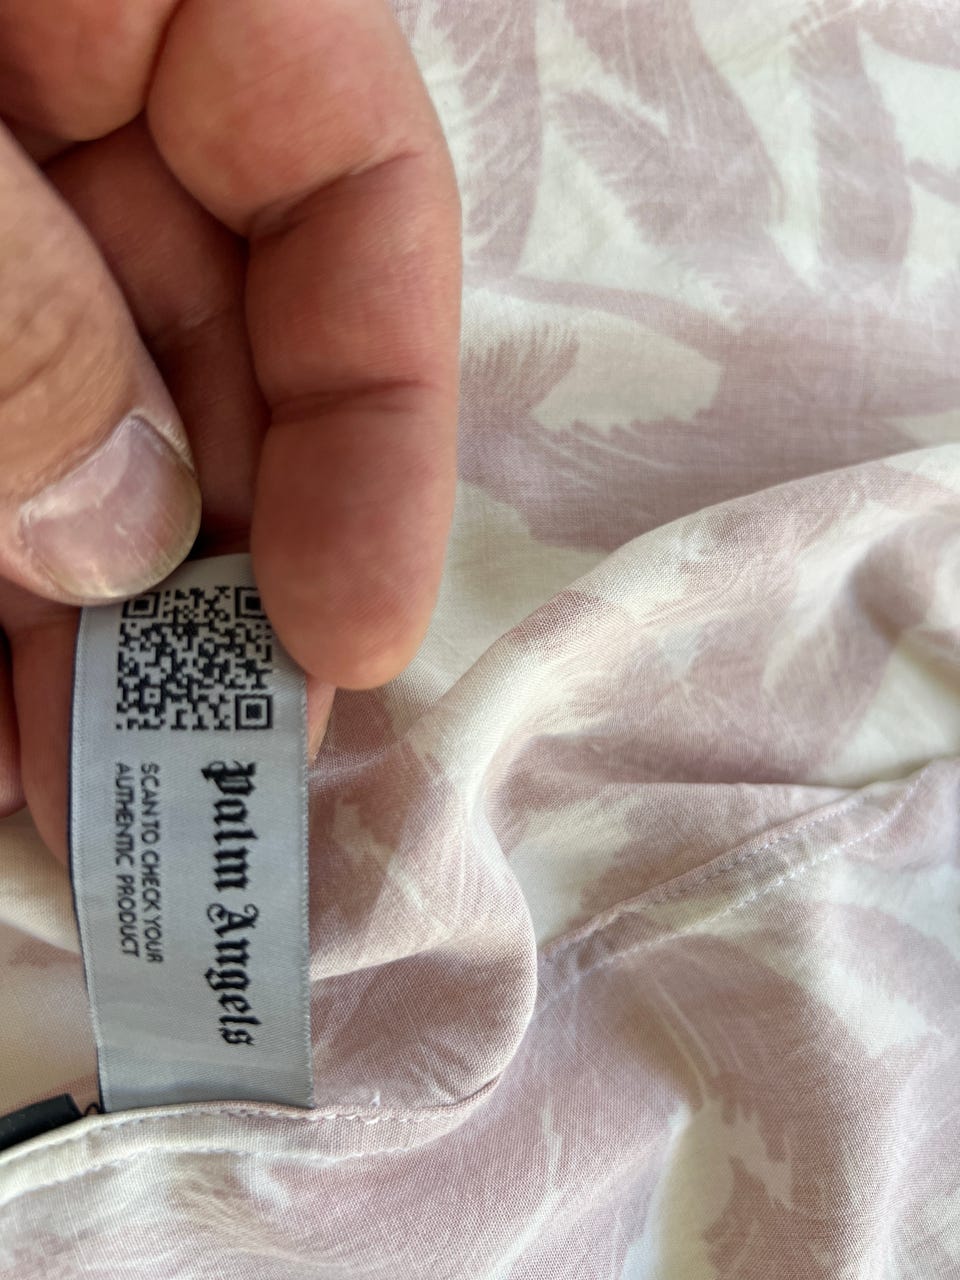 Palm Angels
SCAN TO CHECK YOUR
AUTHENTIC PRODUCT